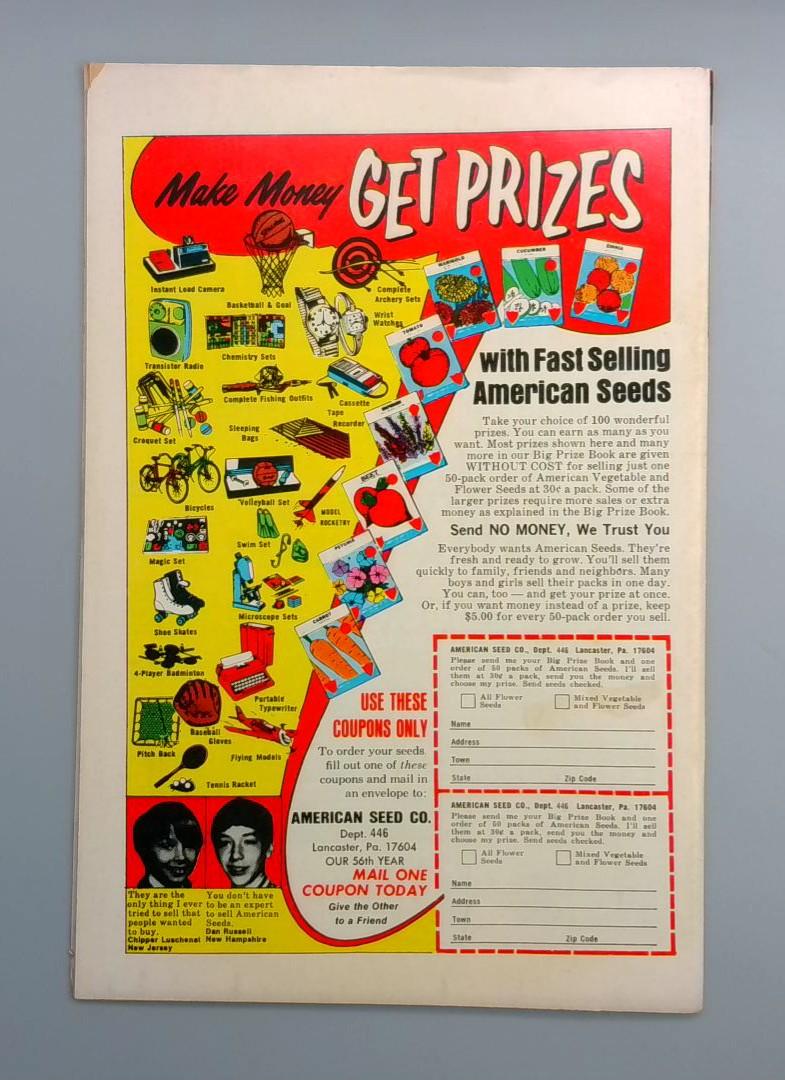 Make Money GET PRIZES
Instant Load Camera
Basketball & Goal
Complete
Archery Sets
Wrist
Watches
Transistor Radio
Chemistry Sets
Complete Fishing Outfits
Cassette
Tape
Recorder
Croquet Set
Sleeping
Bags
Bicycles
Volleyball Set
MODEL
ROCKETRY
Swim Set
Magic Set
Microscope Sets
Shoe Skates
4-Player Badminton
Portable
Typewriter
Baseball
Gloves
Pitch Back
Flying Models
Tennis Racket
MARIGOLD
CUCUMBER
ZINNIA
TOMATO
BEET
PETUNIA
CARROT
with Fast Selling
American Seeds
Take your choice of 100 wonderful
prizes. You can earn as many as you
want. Most prizes shown here and many
more in our Big Prize Book are given
WITHOUT COST for selling just one
50-pack order of American Vegetable and
Flower Seeds at 30¢ a pack. Some of the
larger prizes require more sales or extra
money as explained in the Big Prize Book.
Send NO MONEY, We Trust You
Everybody wants American Seeds. They're
fresh and ready to grow. You'll sell them
quickly to family, friends and neighbors. Many
boys and girls sell their packs in one day.
You can, too — and get your prize at once.
Or, if you want money instead of a prize, keep
$5.00 for every 50-pack order you sell.
USE THESE
COUPONS ONLY
To order your seeds
fill out one of these
coupons and mail in
an envelope to:
AMERICAN SEED CO.
Dept. 446
Lancaster, Pa. 17604
OUR 56th YEAR
MAIL ONE
COUPON TODAY
Give the Other
to a Friend
They are the
only thing I ever
tried to sell that
people wanted
to buy.
Chipper Luschenat
New Jersey
You don't have
to be an expert
to sell American
Seeds.
Dan Russell
New Hampshire
AMERICAN SEED CO., Dept. 446 Lancaster, Pa. 17604
Please send me your Big Prize Book and one
order of 50 packs of American Seeds. I'll sell
them at 30¢ a pack, send you the money and
choose my prize. Send seeds checked.
All Flower
Seeds
Mixed Vegetable
and Flower Seeds
Name
Address
Town
State Zip Code
AMERICAN SEED CO., Dept. 446 Lancaster, Pa. 17604
Please send me your Big Prize Book and one
order of 50 packs of American Seeds. I'll sell
them at 30¢ a pack, send you the money and
choose my prize. Send seeds checked.
All Flower
Seeds
Mixed Vegetable
and Flower Seeds
Name
Address
Town
State Zip Code